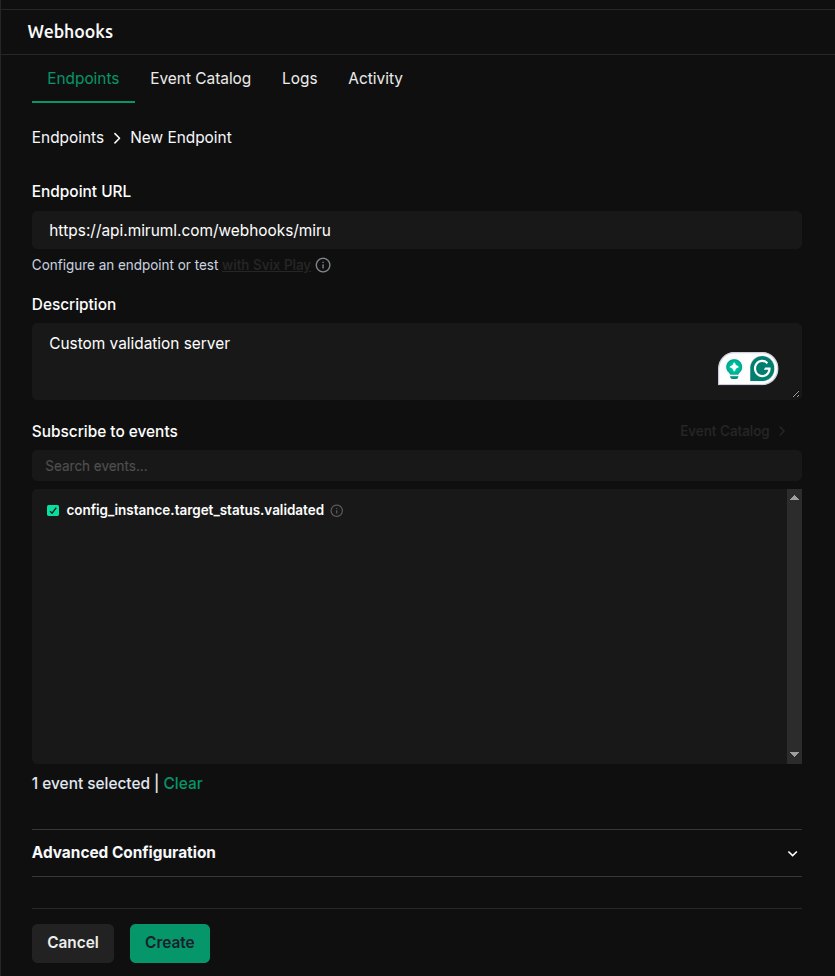 Webhooks
Endpoints Event Catalog Logs Activity
Endpoints > New Endpoint
Endpoint URL
https://api.miruml.com/webhooks/miru
Configure an endpoint or test with Svix Play
Description
Custom validation server
Subscribe to events Event Catalog >
Search events...
config_instance.target_status.validated
1 event selected | Clear
Advanced Configuration
Cancel Create